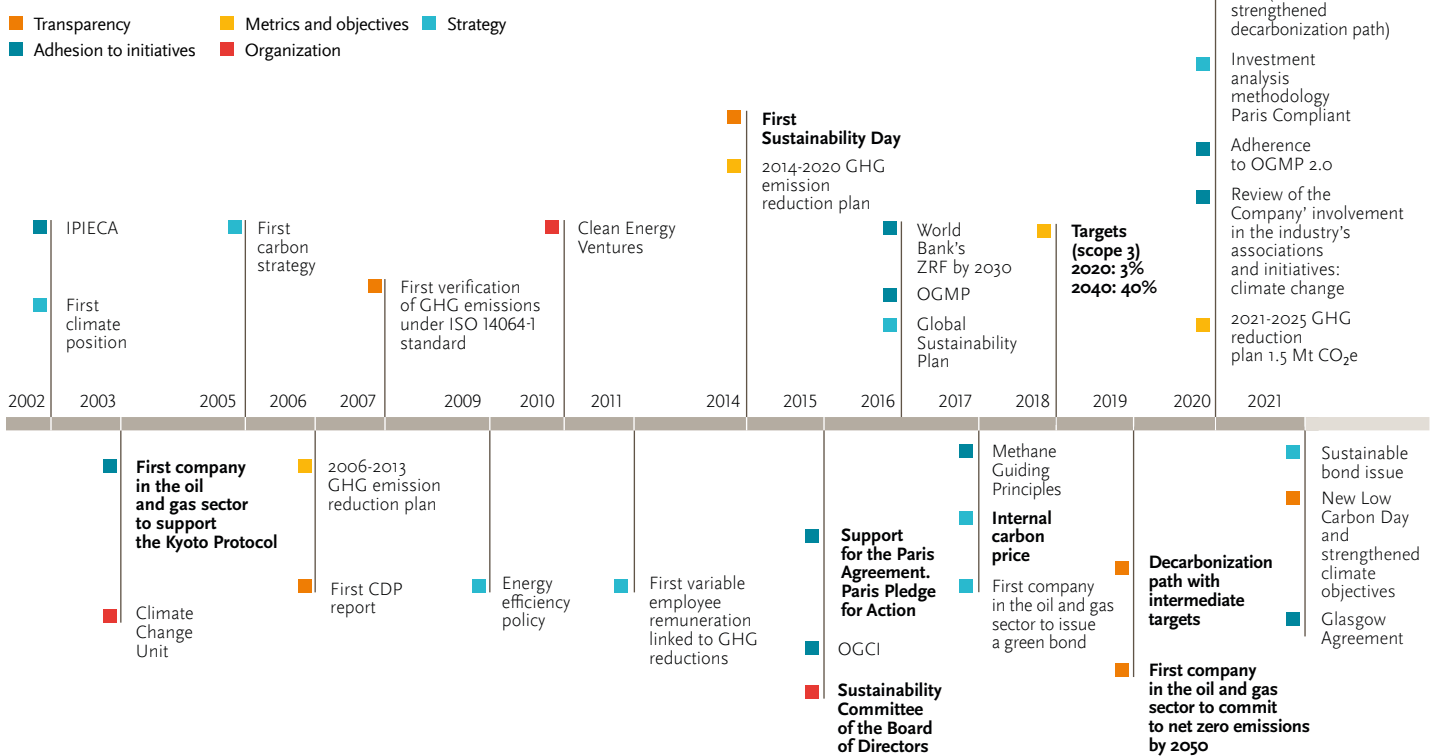 Transparency
Metrics and objectives
Strategy
Adhesion to initiatives
Organization
strengthened
decarbonization path)
Investment
analysis
methodology
Paris Compliant
Adherence
to OGMP 2.0
Review of the
Company' involvement
in the industry's
associations
and initiatives:
climate change
2021-2025 GHG
reduction
plan 1.5 Mt CO₂e
First
Sustainability Day
2014-2020 GHG
emission
reduction plan
IPIECA
First
climate
position
First
carbon
strategy
First verification
of GHG emissions
under ISO 14064-1
standard
Clean Energy
Ventures
World
Bank's
ZRF by 2030
OGMP
Global
Sustainability
Plan
Targets
(scope 3)
2020: 3%
2040: 40%
2002
2003
2005
2006
2007
2009
2010
2011
2014
2015
2016
2017
2018
2019
2020
2021
First company
in the oil
and gas sector
to support
the Kyoto Protocol
Climate
Change
Unit
2006-2013
GHG emission
reduction plan
First CDP
report
Energy
efficiency
policy
First variable
employee
remuneration
linked to GHG
reductions
Support
for the Paris
Agreement.
Paris Pledge
for Action
OGCI
Sustainability
Committee
of the Board
of Directors
Methane
Guiding
Principles
Internal
carbon
price
First company
in the oil and gas
sector to issue
a green bond
Decarbonization
path with
intermediate
targets
First company
in the oil and gas
sector to commit
to net zero emissions
by 2050
Sustainable
bond issue
New Low
Carbon Day
and
strengthened
climate
objectives
Glasgow
Agreement